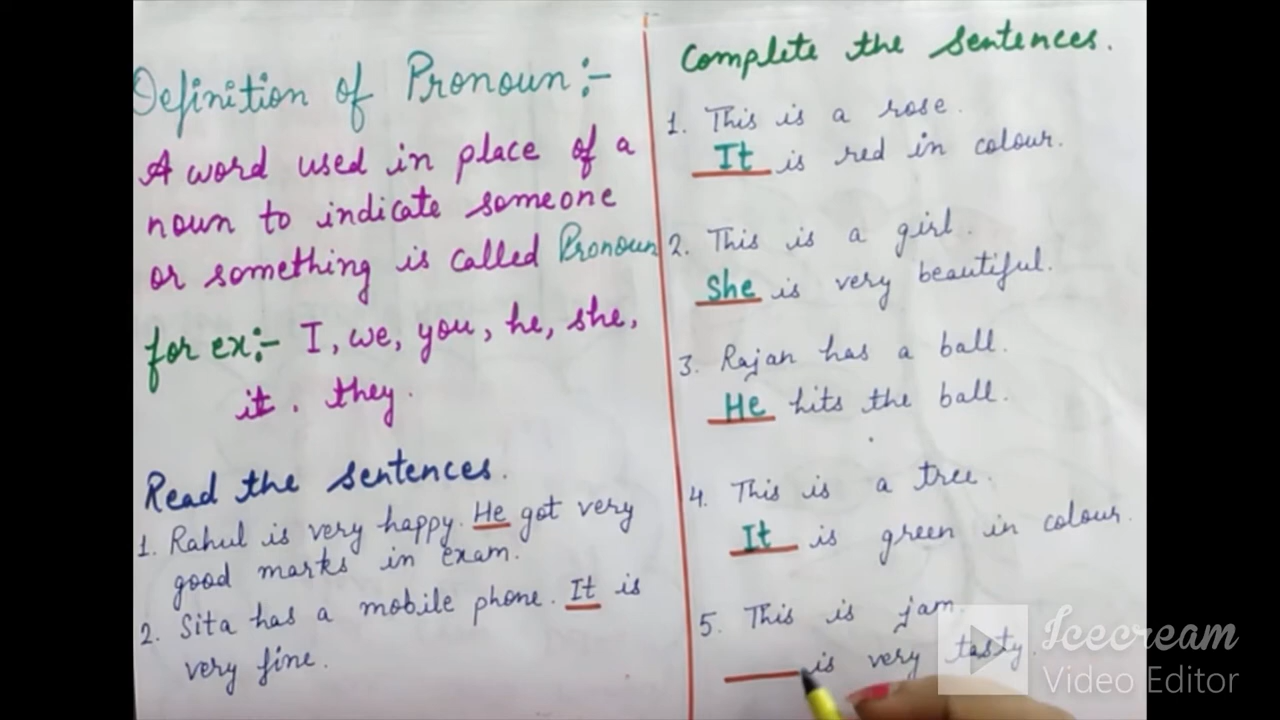 Definition of Pronoun:-
A word used in place of a
noun to indicate someone
or something is called Pronoun
for ex:- I, we, you, he, she,
it, they.
Read the sentences.
1. Rahul is very happy. He got very
good marks in exam.
2. Sita has a mobile phone. It is
very fine.
Complete the sentences.
1. This is a rose.
It is red in colour.
2. This is a girl.
She is very beautiful.
3. Rajan has a ball.
He hits the ball.
4. This is a tree.
It is green in colour.
5. This is jam.
____ is very tasty.
Icecream
Video Editor